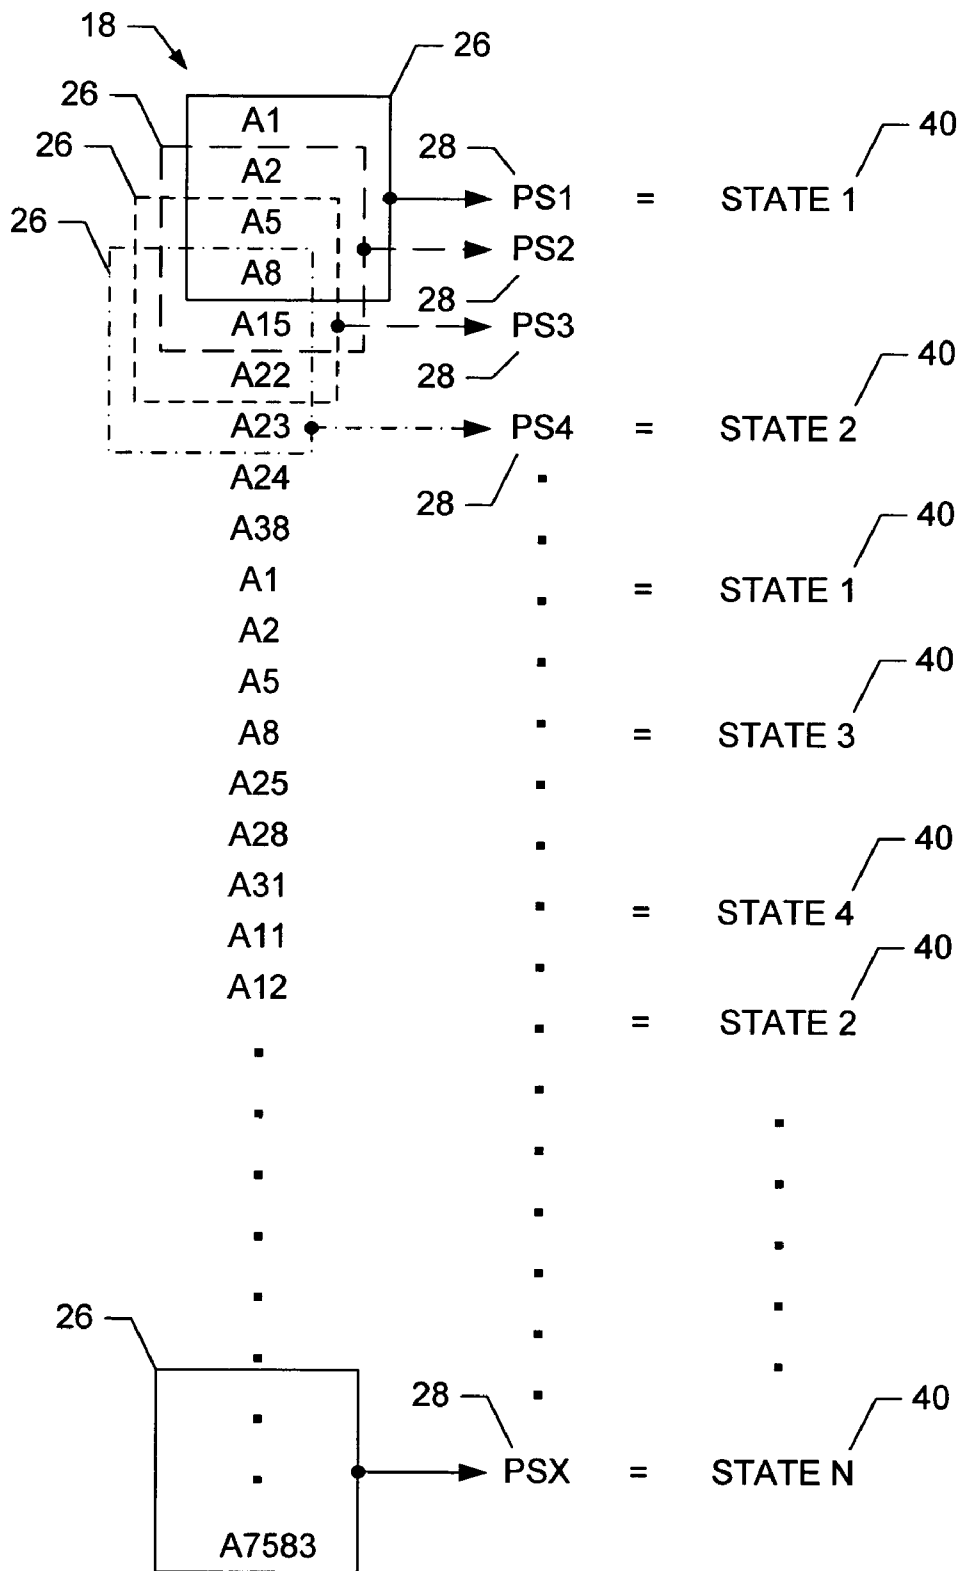 18
26
26
A1
40
26
A2
28
PS1 = STATE 1
26
A5
PS2
A8
28
A15
PS3
40
A22
28
A23
PS4 = STATE 2
A24
28
A38
40
A1
= STATE 1
A2
40
A5
A8
= STATE 3
A25
A28
40
A31
= STATE 4
A11
40
A12
= STATE 2
26
28
40
PSX = STATE N
A7583